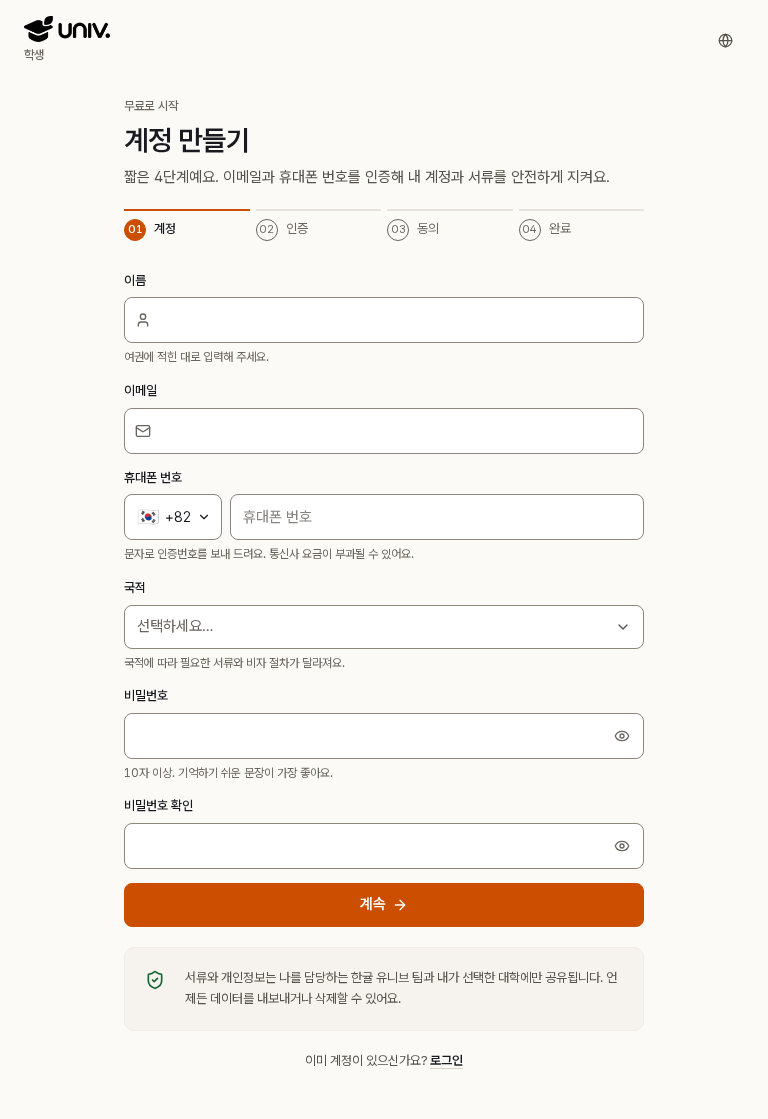 UNIV.
학생
무료로 시작
계정 만들기
짧은 4단계예요. 이메일과 휴대폰 번호를 인증해 내 계정과 서류를 안전하게 지켜요.
01 계정 02 인증 03 동의 04 완료
이름
여권에 적힌 대로 입력해 주세요.
이메일
휴대폰 번호
+82 휴대폰 번호
문자로 인증번호를 보내 드려요. 통신사 요금이 부과될 수 있어요.
국적
선택하세요...
국적에 따라 필요한 서류와 비자 절차가 달라져요.
비밀번호
10자 이상. 기억하기 쉬운 문장이 가장 좋아요.
비밀번호 확인
계속 →
서류와 개인정보는 나를 담당하는 한귤 유니브 팀과 내가 선택한 대학에만 공유됩니다. 언
제든 데이터를 내보내거나 삭제할 수 있어요.
이미 계정이 있으신가요? 로그인